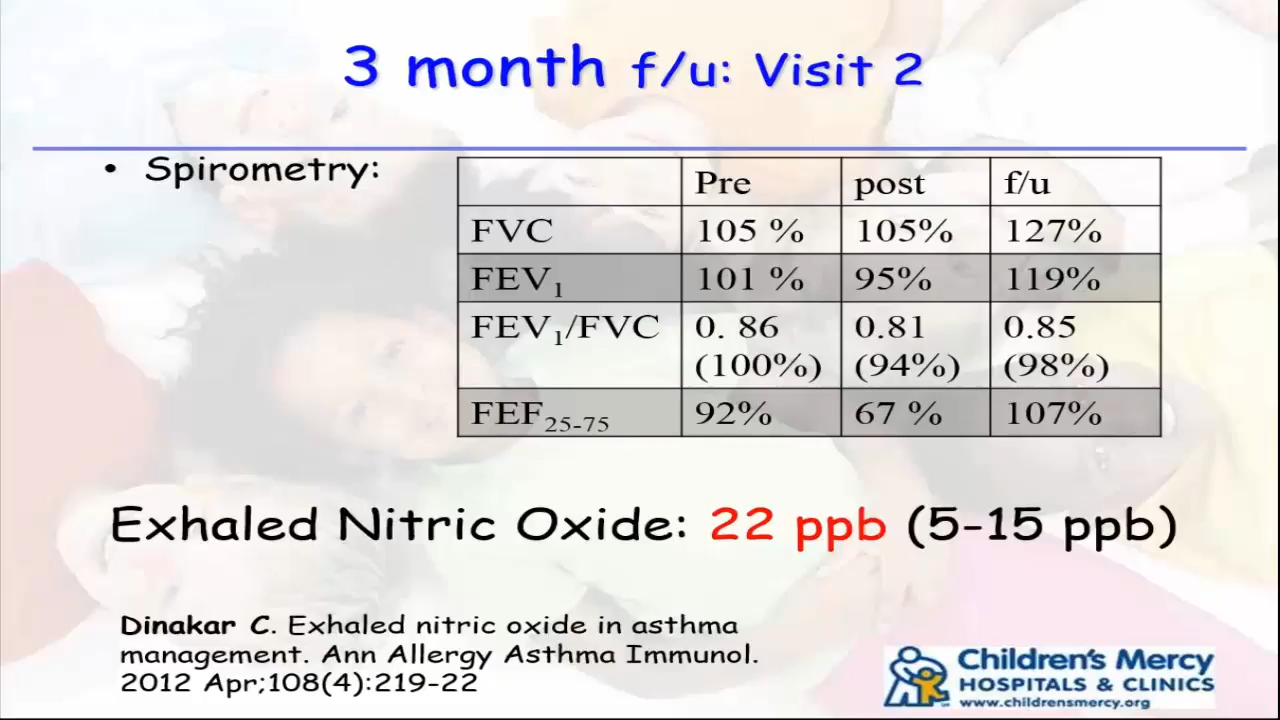 3 month f/u: Visit 2
• Spirometry:
Pre post f/u
FVC 105 % 105% 127%
FEV1 101 % 95% 119%
FEV1/FVC 0. 86 0.81 0.85
(100%) (94%) (98%)
FEF25-75 92% 67 % 107%
Exhaled Nitric Oxide: 22 ppb (5-15 ppb)
Dinakar C. Exhaled nitric oxide in asthma
management. Ann Allergy Asthma Immunol.
2012 Apr;108(4):219-22
Children's Mercy
HOSPITALS & CLINICS
www.childrensmercy.org